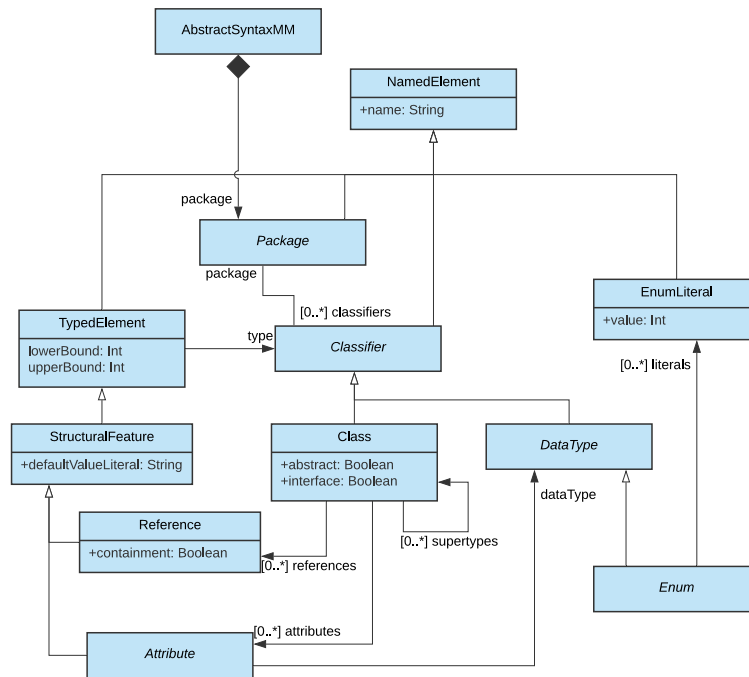 AbstractSyntaxMM
NamedElement
+name: String
package
Package
package
[0..*] classifiers
EnumLiteral
+value: Int
TypedElement
lowerBound: Int
upperBound: Int
type
Classifier
[0..*] literals
StructuralFeature
+defaultValueLiteral: String
Class
+abstract: Boolean
+interface: Boolean
DataType
dataType
Reference
+containment: Boolean
[0..*] supertypes
[0..*] references
Enum
[0..*] attributes
Attribute